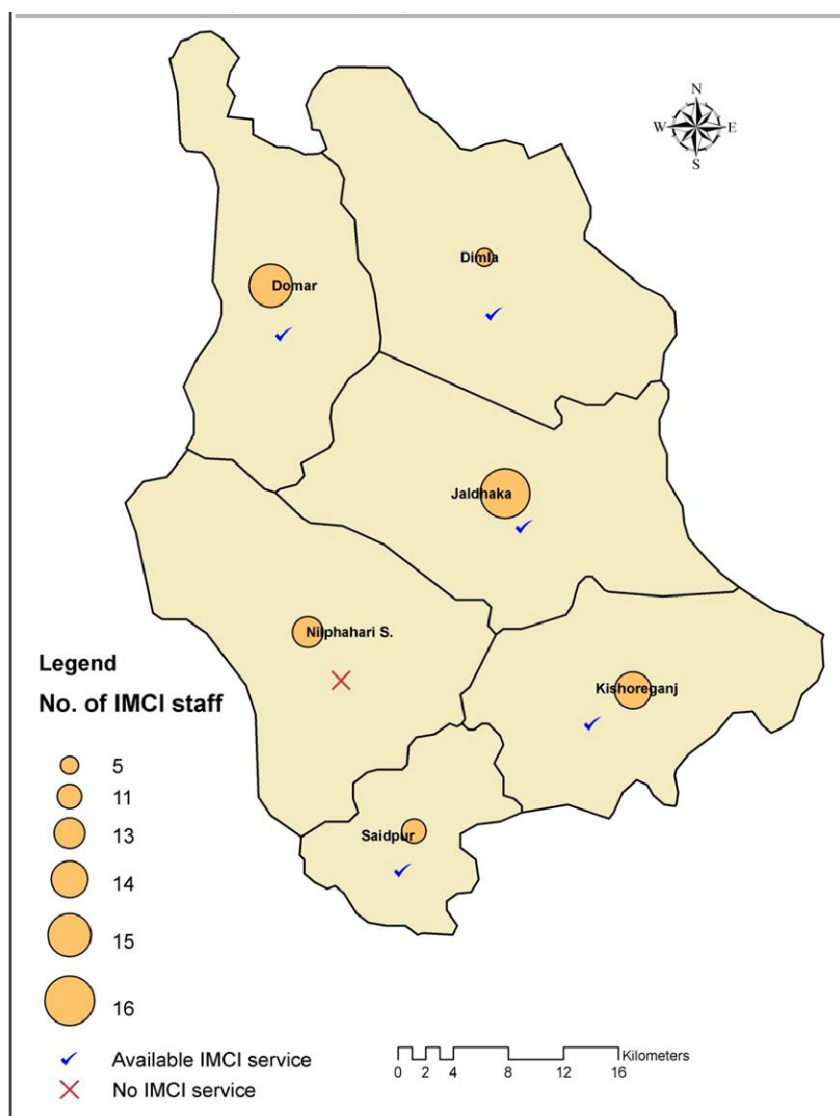 N
W E
S
Dimla
Domar
Jaldhaka
Nilphahari S.
Kishoreganj
Saidpur
Legend
No. of IMCI staff
5
11
13
14
15
16
Available IMCI service
No IMCI service
Kilometers
0 2 4 8 12 16